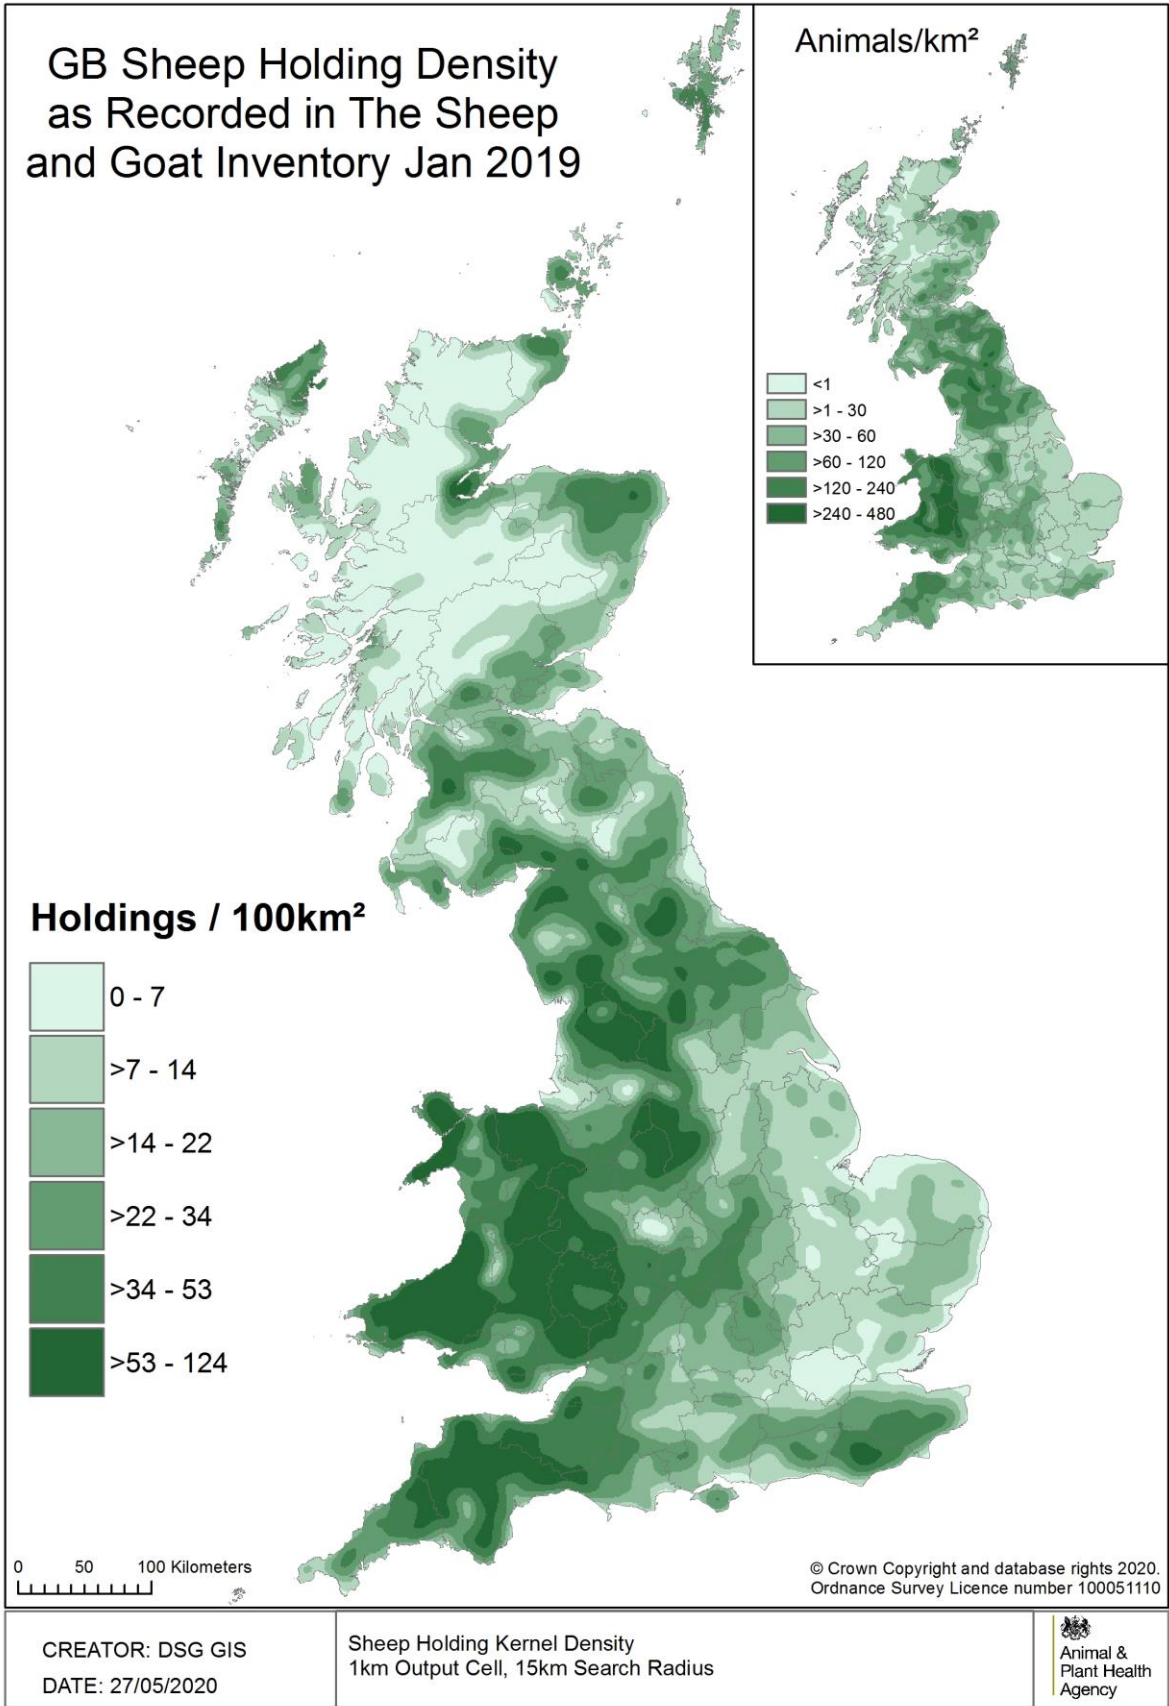 GB Sheep Holding Density
as Recorded in The Sheep
and Goat Inventory Jan 2019
Animals/km²
<1
>1 - 30
>30 - 60
>60 - 120
>120 - 240
>240 - 480
Holdings / 100km²
0 - 7
>7 - 14
>14 - 22
>22 - 34
>34 - 53
>53 - 124
0 50 100 Kilometers
© Crown Copyright and database rights 2020.
Ordnance Survey Licence number 100051110
CREATOR: DSG GIS
DATE: 27/05/2020
Sheep Holding Kernel Density
1km Output Cell, 15km Search Radius
Animal &
Plant Health
Agency